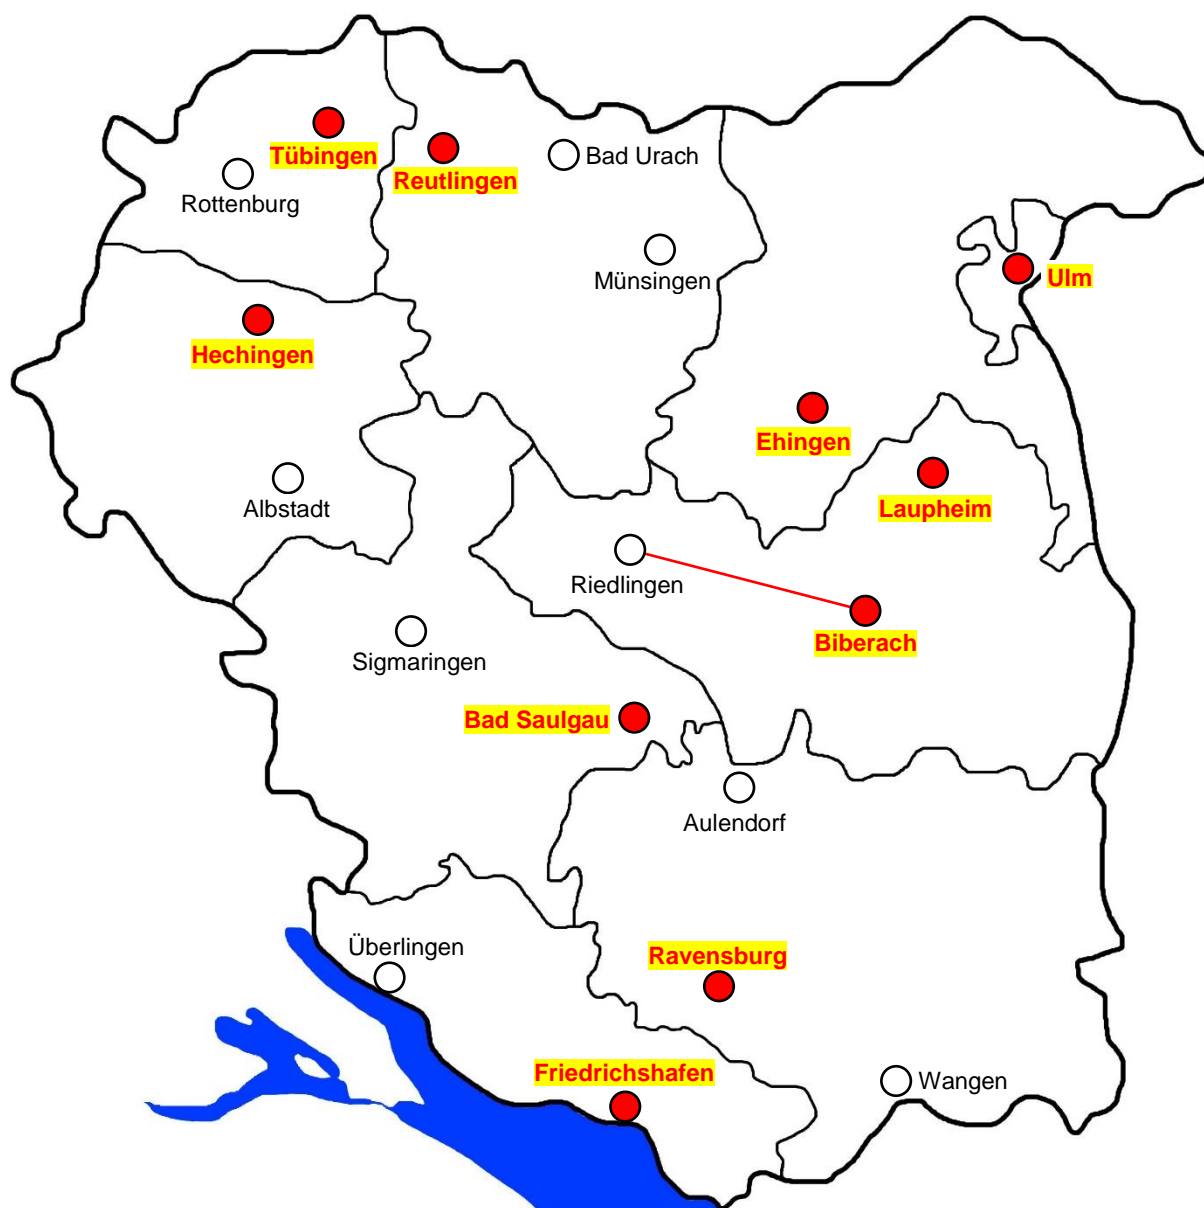 Tübingen
Bad Urach
Reutlingen
Rottenburg
Münsingen
Ulm
Hechingen
Ehingen
Albstadt
Laupheim
Riedlingen
Biberach
Sigmaringen
Bad Saulgau
Aulendorf
Überlingen
Ravensburg
Friedrichshafen
Wangen